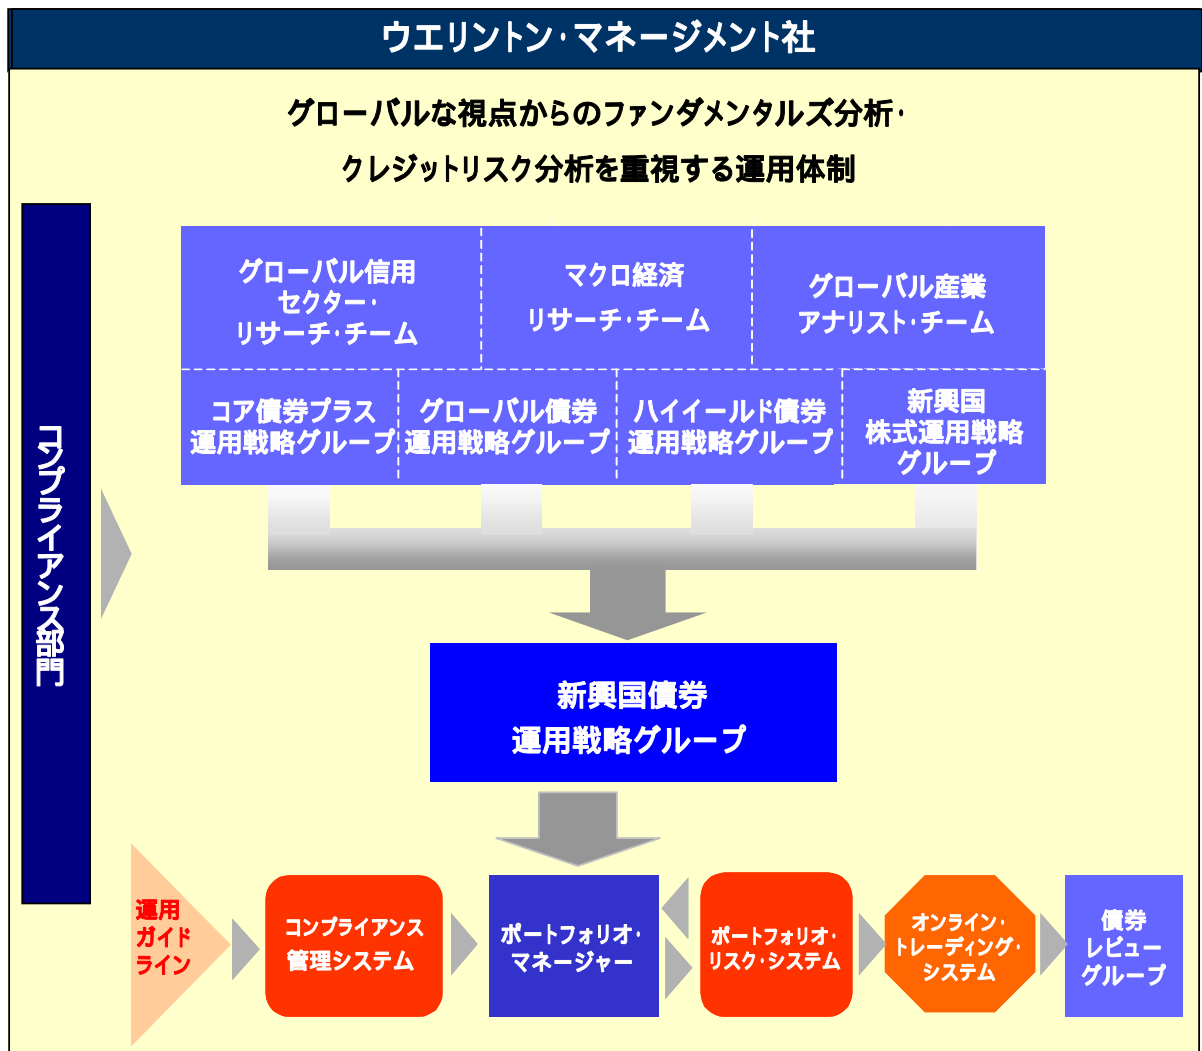 ウエリントン・マネージメント社
グローバルな視点からのファンダメンタルズ分析・
クレジットリスク分析を重視する運用体制
コンプライアンス部門
グローバル信用
セクター・
リサーチ・チーム
マクロ経済
リサーチ・チーム
グローバル産業
アナリスト・チーム
コア債券プラス
運用戦略グループ
グローバル債券
運用戦略グループ
ハイイールド債券
運用戦略グループ
新興国
株式運用戦略
グループ
新興国債券
運用戦略グループ
運用
ガイド
ライン
コンプライアンス
管理システム
ポートフォリオ・
マネージャー
ポートフォリオ・
リスク・システム
オンライン・
トレーディング・
システム
債券
レビュー
グループ